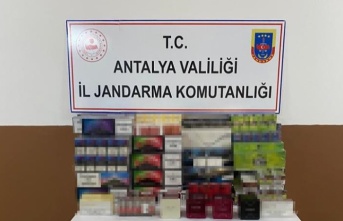 T.C.
ANTALYA VALİLİĞİ
İL JANDARMA KOMUTANLIĞI